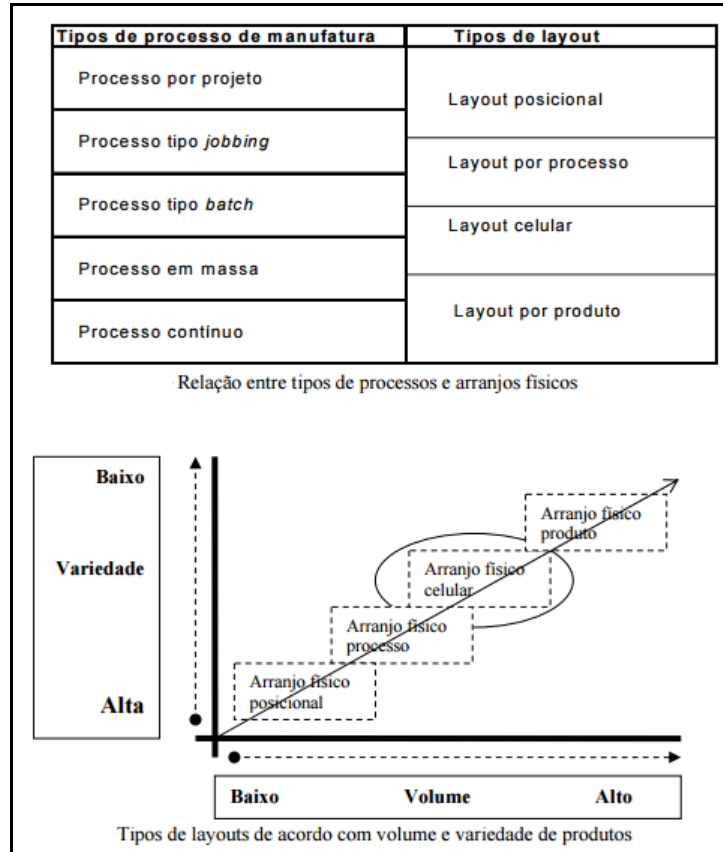 Tipos de processo de manufatura
Tipos de layout
Processo por projeto
Layout posicional
Processo tipo jobbing
Layout por processo
Processo tipo batch
Layout celular
Processo em massa
Layout por produto
Processo contínuo
Relação entre tipos de processos e arranjos físicos
Baixo
Variedade
Alta
Arranjo físico
produto
Arranjo físico
celular
Arranjo físico
processo
Arranjo físico
posicional
Baixo
Volume
Alto
Tipos de layouts de acordo com volume e variedade de produtos